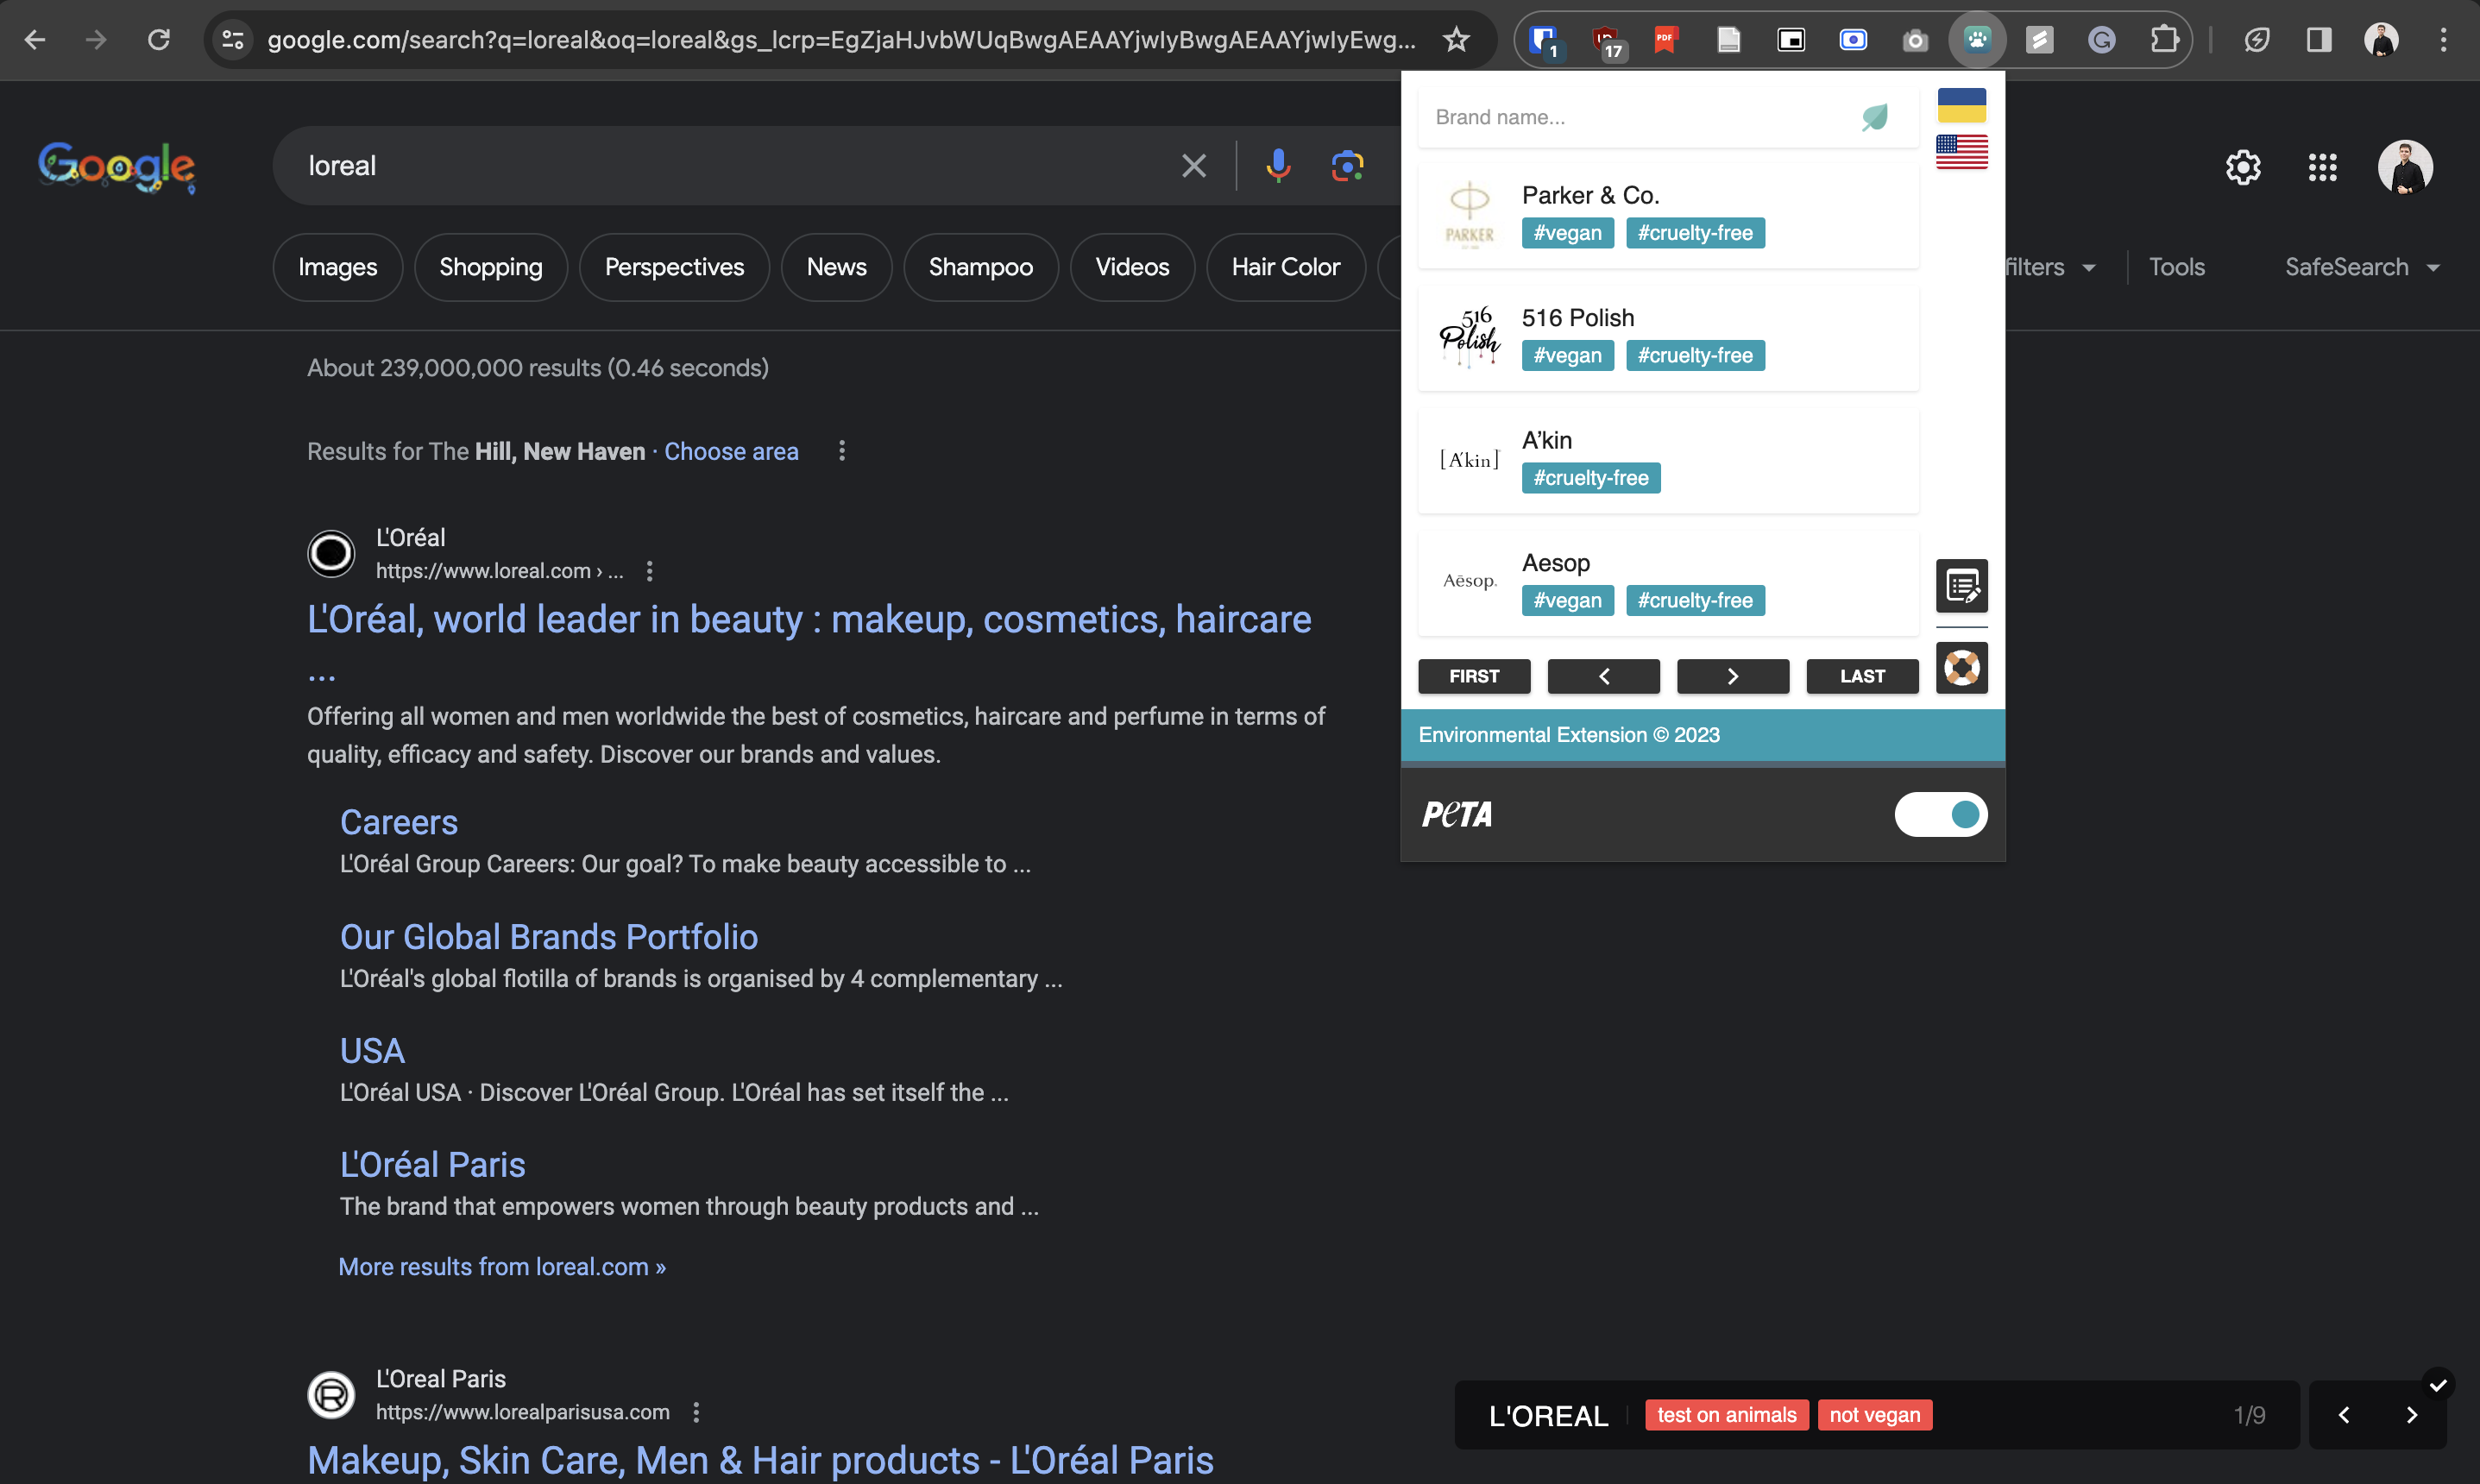 google.com/search?q=loreal&oq=loreal&gs_lcrp=EgZjaHJvbWUqBwgAEAAYjwIyBwgAEAAYjwIyEwg...
1
17
PDF
Google
loreal
Images
Shopping
Perspectives
News
Shampoo
Videos
Hair Color
filters
Tools
SafeSearch
About 239,000,000 results (0.46 seconds)
Results for The Hill, New Haven · Choose area
L'Oréal
https://www.loreal.com › ...
L'Oréal, world leader in beauty : makeup, cosmetics, haircare
...
Offering all women and men worldwide the best of cosmetics, haircare and perfume in terms of
quality, efficacy and safety. Discover our brands and values.
Careers
L'Oréal Group Careers: Our goal? To make beauty accessible to ...
Our Global Brands Portfolio
L'Oréal's global flotilla of brands is organised by 4 complementary ...
USA
L'Oréal USA · Discover L'Oréal Group. L'Oréal has set itself the ...
L'Oréal Paris
The brand that empowers women through beauty products and ...
More results from loreal.com »
L'Oreal Paris
https://www.lorealparisusa.com
Makeup, Skin Care, Men & Hair products - L'Oréal Paris
Brand name...
PARKER
Parker & Co.
#vegan #cruelty-free
516
Polish
516 Polish
#vegan #cruelty-free
[A'kin]
A’kin
#cruelty-free
Aēsop.
Aesop
#vegan #cruelty-free
FIRST
<
>
LAST
Environmental Extension © 2023
PeTA
L'OREAL
test on animals
not vegan
1/9